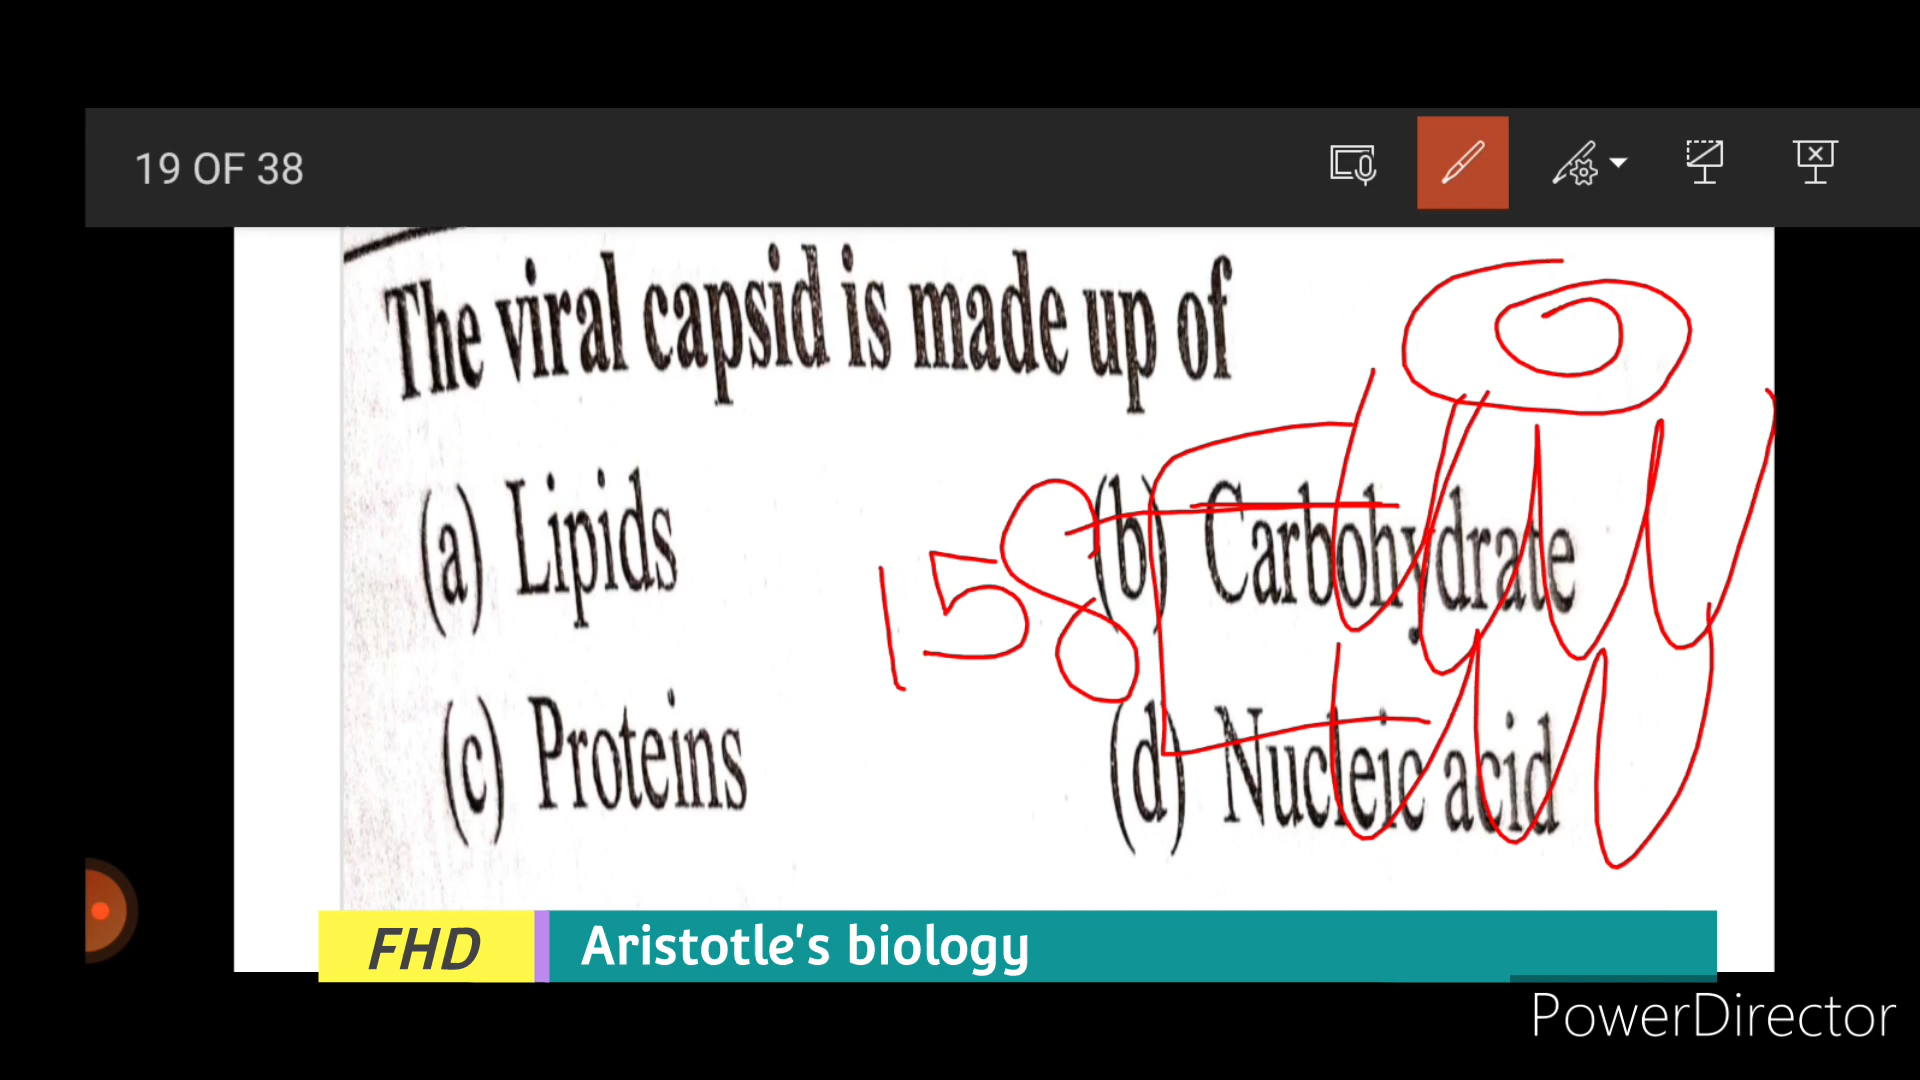 19 OF 38
The viral capsid is made up of
(a) Lipids (b) Carbohydrate
158
(c) Proteins (d) Nucleic acid
FHD Aristotle's biology
PowerDirector